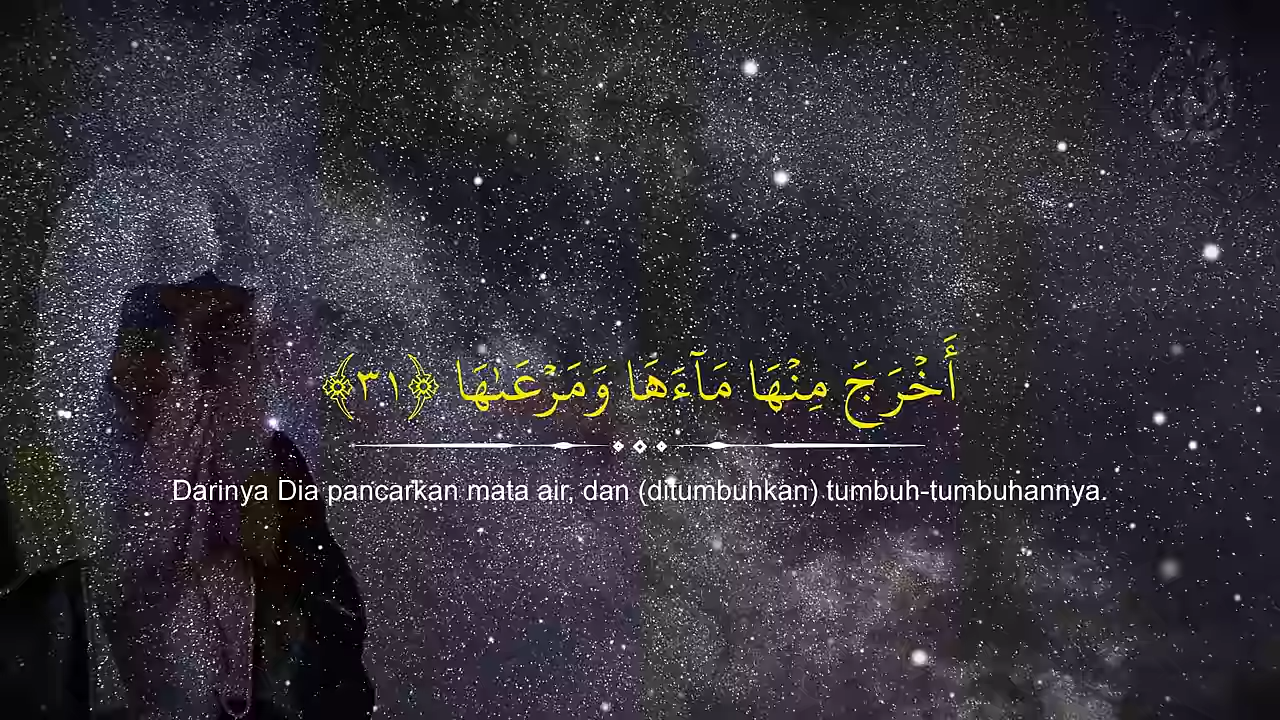 أَخْرَجَ مِنْهَا مَآءَهَا وَمَرْعَىٰهَا ﴿٣١﴾
Darinya Dia pancarkan mata air, dan (ditumbuhkan) tumbuh-tumbuhannya.